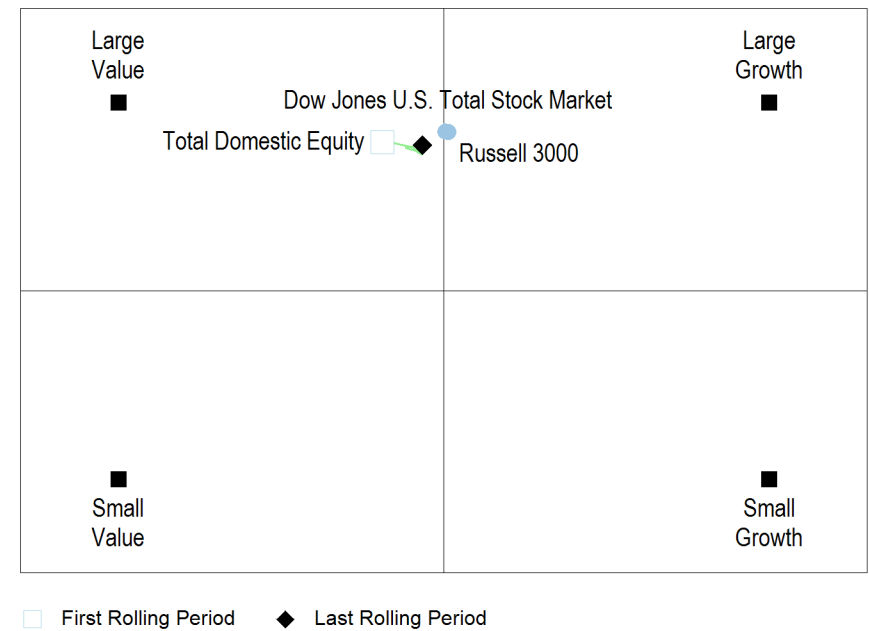 Large
Value
Large
Growth
Dow Jones U.S. Total Stock Market
Total Domestic Equity
Russell 3000
Small
Value
Small
Growth
First Rolling Period
Last Rolling Period